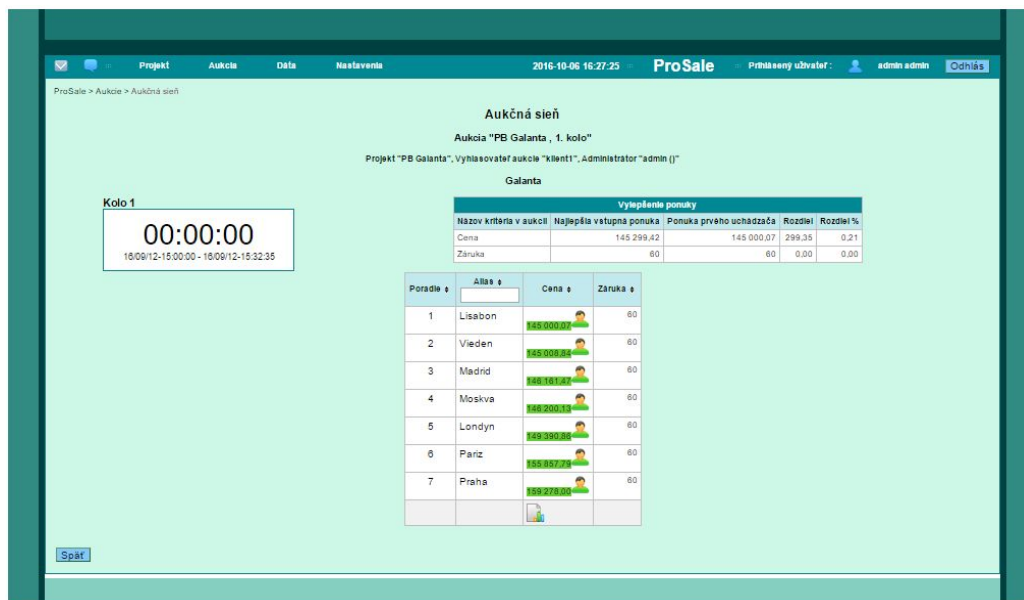 Projekt Aukcia Dáta Nastavenia 2016-10-06 16:27:25 ProSale Prihlásený užívateľ : admin admin Odhlás
ProSale > Aukcie > Aukčná sieň
Aukčná sieň
Aukcia "PB Galanta , 1. kolo"
Projekt "PB Galanta", Vyhlasovateľ aukcie "klient1", Administrátor "admin ()"
Galanta
Kolo 1
00:00:00
16/09/12-15:00:00 - 16/09/12-15:32:35
Vylepšenie ponuky
Názov kritéria v aukcii Najlepšia vstupná ponuka Ponuka prvého uchádzača Rozdiel Rozdiel %
Cena 145 299,42 145 000,07 299,35 0,21
Záruka 60 60 0,00 0,00
Poradie Alias Cena Záruka
1 Lisabon 145 000,07 60
2 Vieden 145 008,84 60
3 Madrid 146 161,47 60
4 Moskva 146 200,13 60
5 Londyn 149 390,88 60
6 Pariz 155 857,79 60
7 Praha 159 278,00 60
Späť